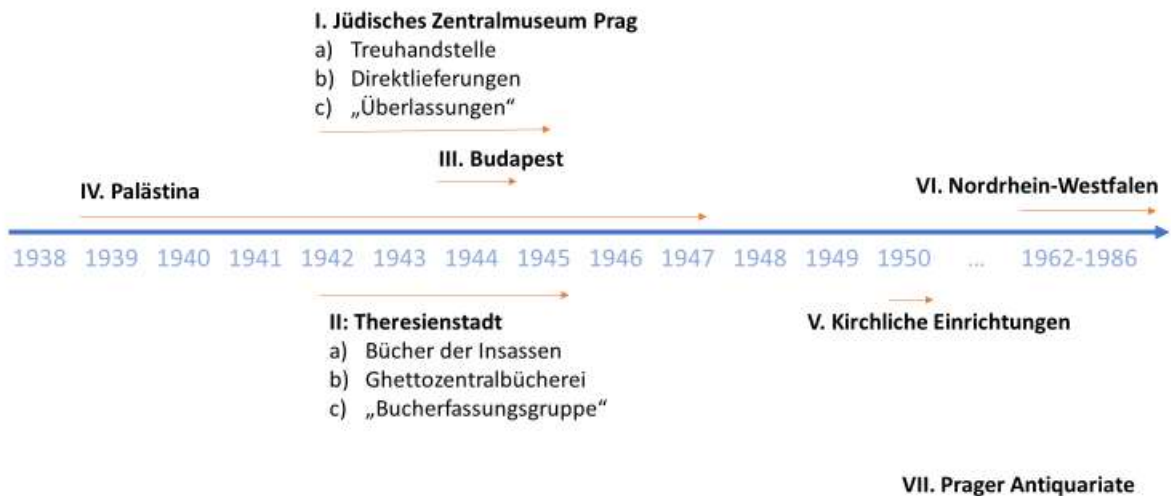 I. Jüdisches Zentralmuseum Prag
a) Treuhandstelle
b) Direktlieferungen
c) „Überlassungen“
III. Budapest
IV. Palästina
VI. Nordrhein-Westfalen
1938 1939 1940 1941 1942 1943 1944 1945 1946 1947 1948 1949 1950 ... 1962-1986
II: Theresienstadt
a) Bücher der Insassen
b) Ghettozentralbücherei
c) „Bucherfassungsgruppe“
V. Kirchliche Einrichtungen
VII. Prager Antiquariate